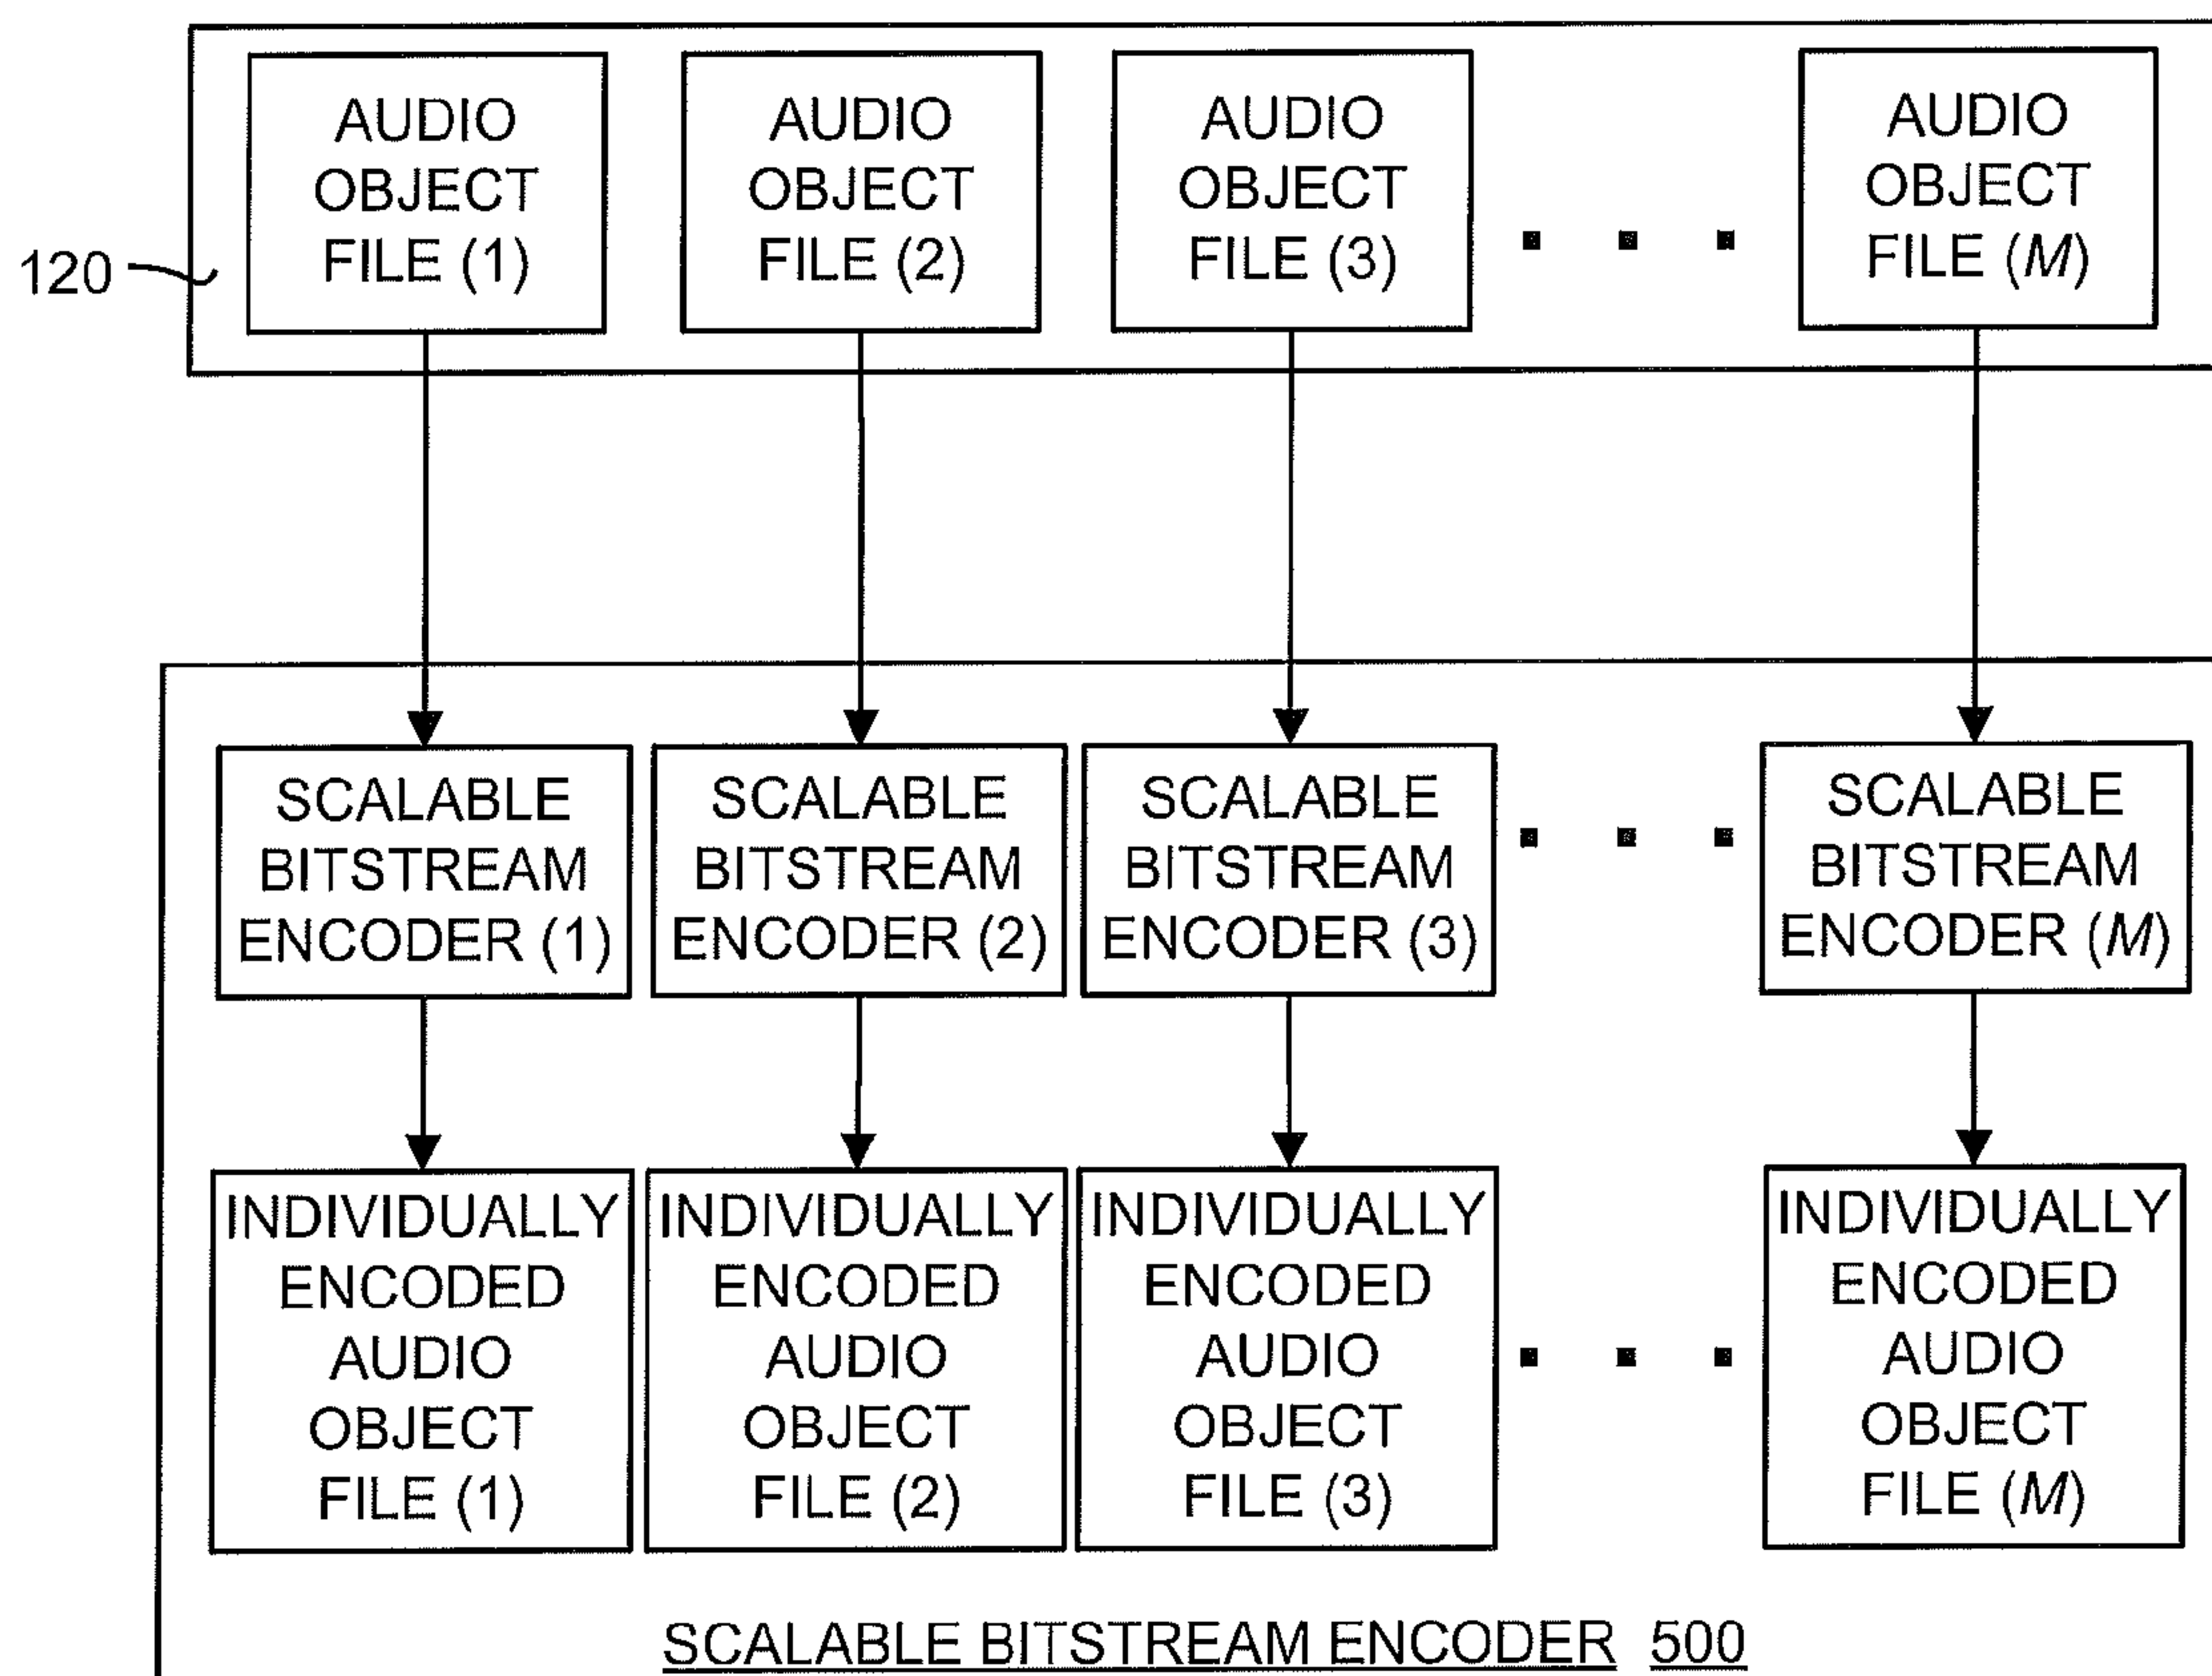 AUDIO
OBJECT
FILE (1)
AUDIO
OBJECT
FILE (2)
AUDIO
OBJECT
FILE (3)
AUDIO
OBJECT
FILE (M)
120
SCALABLE
BITSTREAM
ENCODER (1)
SCALABLE
BITSTREAM
ENCODER (2)
SCALABLE
BITSTREAM
ENCODER (3)
SCALABLE
BITSTREAM
ENCODER (M)
INDIVIDUALLY
ENCODED
AUDIO
OBJECT
FILE (1)
INDIVIDUALLY
ENCODED
AUDIO
OBJECT
FILE (2)
INDIVIDUALLY
ENCODED
AUDIO
OBJECT
FILE (3)
INDIVIDUALLY
ENCODED
AUDIO
OBJECT
FILE (M)
SCALABLE BITSTREAM ENCODER 500